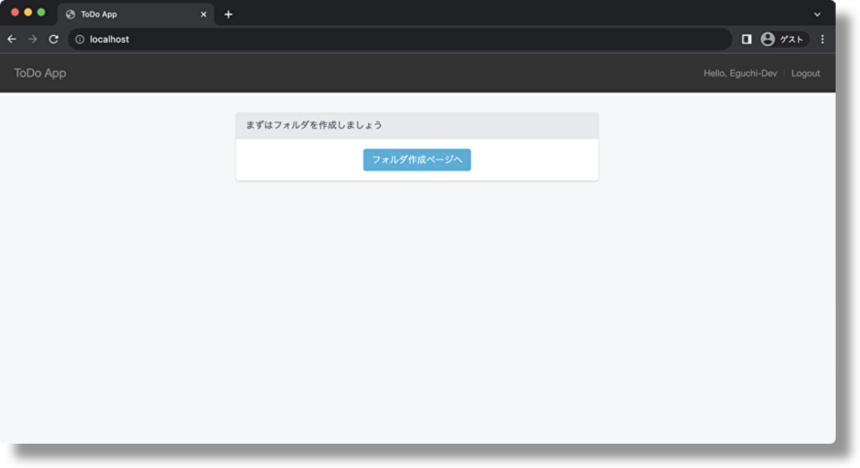 ToDo App
localhost
ゲスト
ToDo App
Hello, Eguchi-Dev | Logout
まずはフォルダを作成しましょう
フォルダ作成ページへ